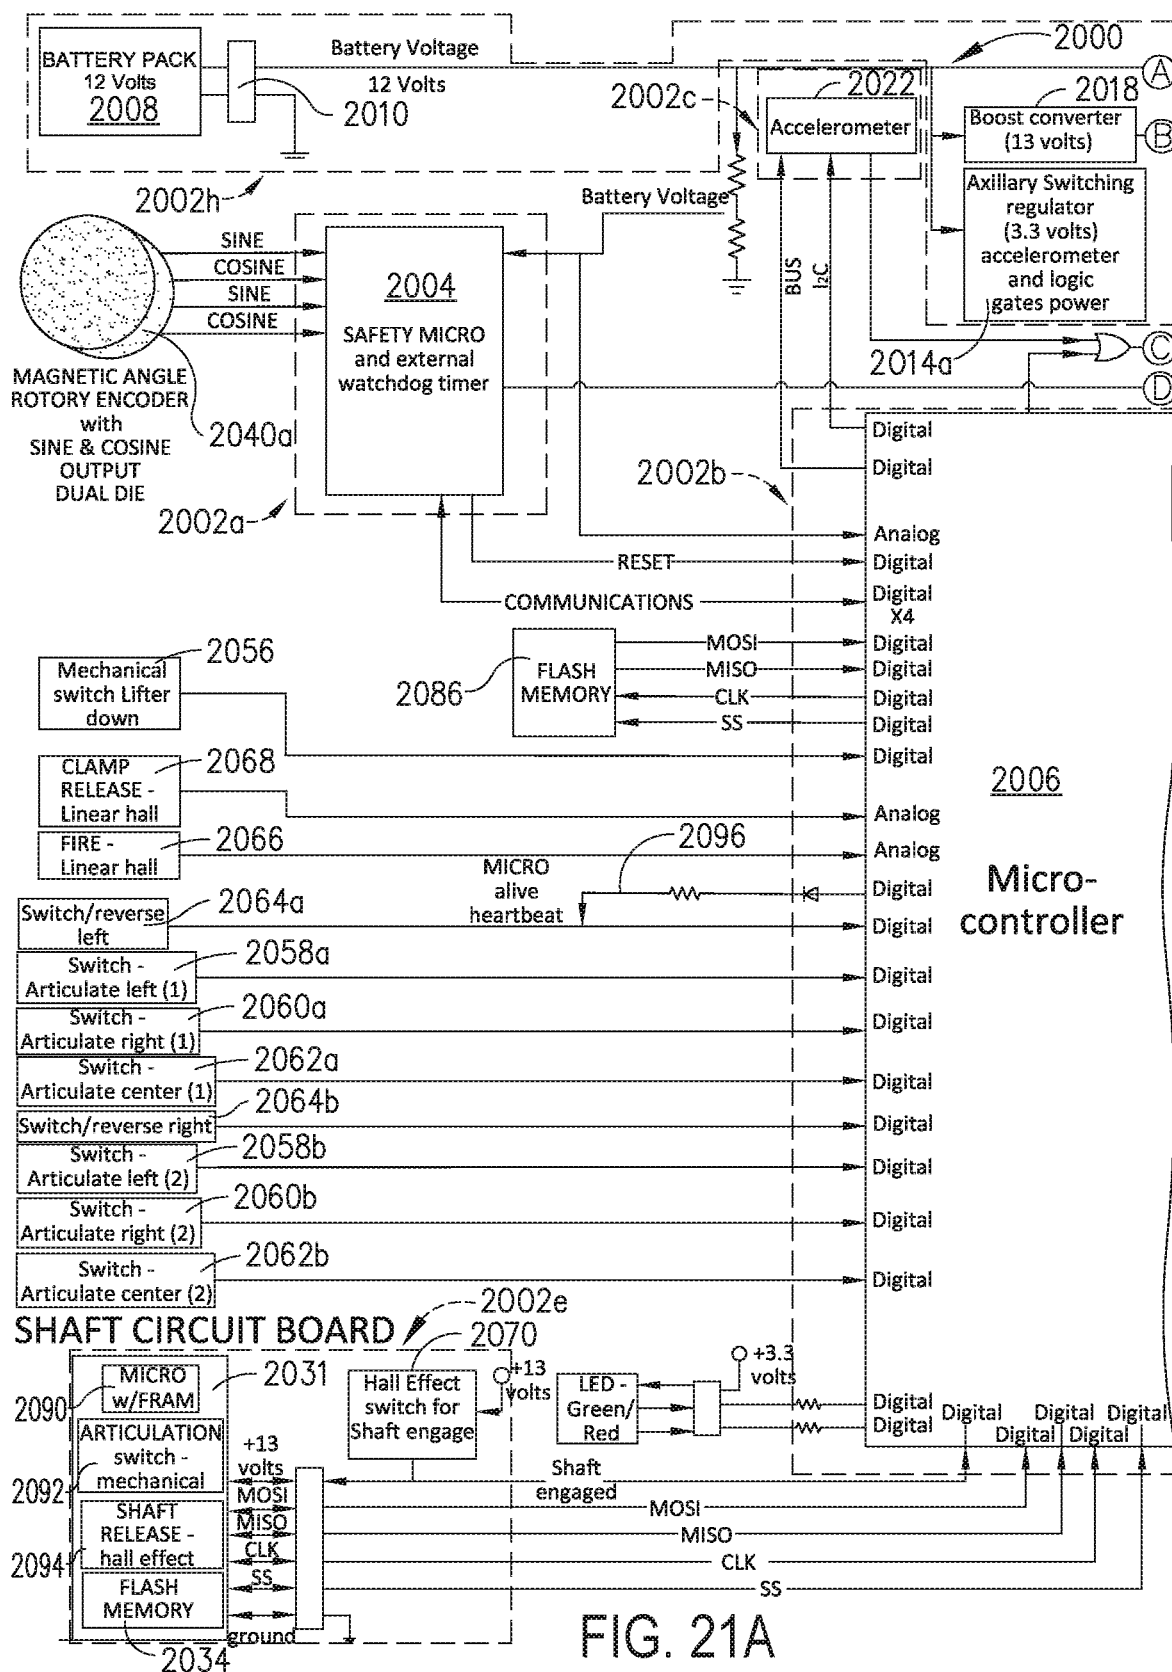 BATTERY PACK
12 Volts
2008
2010
Battery Voltage
12 Volts
2002h
2000
A
2002c
2022
Accelerometer
2018
Boost converter
(13 volts)
B
Axillary Switching
regulator
(3.3 volts)
accelerometer
and logic
gates power
2014a
C
D
Battery Voltage
BUS
I2C
SINE
COSINE
SINE
COSINE
MAGNETIC ANGLE
ROTORY ENCODER
with
SINE & COSINE
OUTPUT
DUAL DIE
2040a
2004
SAFETY MICRO
and external
watchdog timer
2002a
2002b
Digital
Digital
Analog
RESET
Digital
COMMUNICATIONS
Digital
X4
FLASH
MEMORY
2086
MOSI
Digital
MISO
Digital
CLK
Digital
SS
Digital
Mechanical
switch Lifter
down
2056
Digital
CLAMP
RELEASE -
Linear hall
2068
Analog
FIRE -
Linear hall
2066
Analog
2096
MICRO
alive
heartbeat
Digital
2006
Micro-
controller
Switch/reverse
left
2064a
Digital
Switch -
Articulate left (1)
2058a
Digital
Switch -
Articulate right (1)
2060a
Digital
Switch -
Articulate center (1)
2062a
Digital
Switch/reverse right
2064b
Digital
Switch -
Articulate left (2)
2058b
Digital
Switch -
Articulate right (2)
2060b
Digital
Switch -
Articulate center (2)
2062b
Digital
SHAFT CIRCUIT BOARD
2002e
2070
Hall Effect
switch for
Shaft engage
+13
volts
LED -
Green/
Red
+3.3
volts
Digital
Digital
Digital
Digital
Digital
Digital
Digital
MICRO
w/FRAM
2090
2031
ARTICULATION
switch -
mechanical
2092
SHAFT
RELEASE -
hall effect
2094
FLASH
MEMORY
2034
+13
volts
MOSI
MISO
CLK
SS
ground
Shaft
engaged
MOSI
MISO
CLK
SS
FIG. 21A